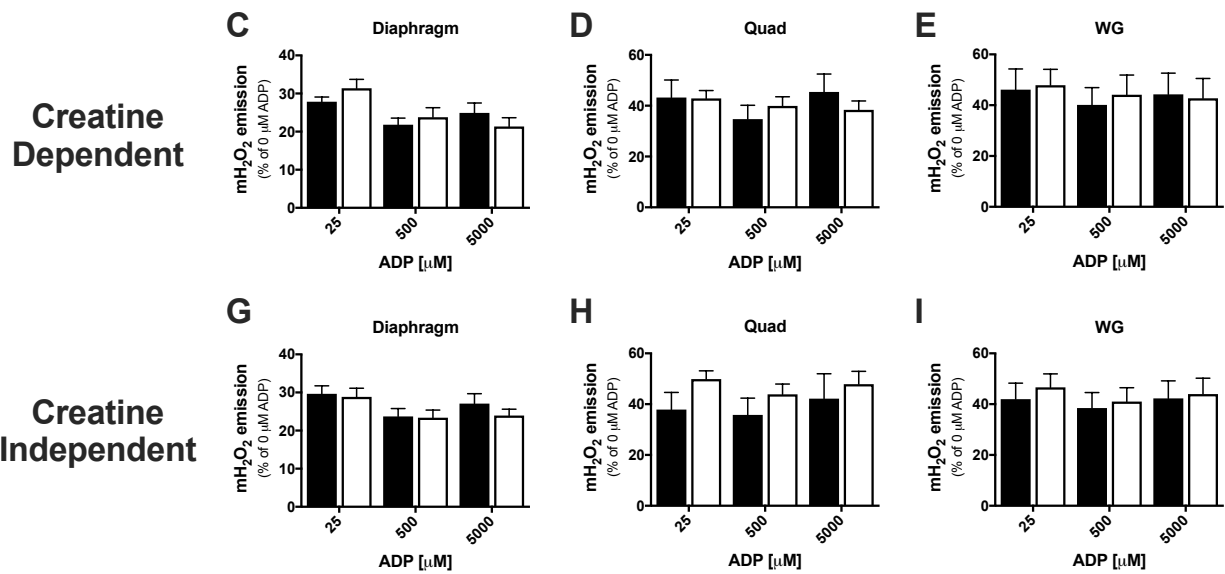 C
Diaphragm
mH₂O₂ emission
(% of 0 μM ADP)
40
30
20
10
0
25
500
5000
ADP [μM]
D
Quad
mH₂O₂ emission
(% of 0 μM ADP)
60
40
20
0
25
500
5000
ADP [μM]
E
WG
mH₂O₂ emission
(% of 0 μM ADP)
60
40
20
0
25
500
5000
ADP [μM]
Creatine
Dependent
G
Diaphragm
mH₂O₂ emission
(% of 0 μM ADP)
40
30
20
10
0
25
500
5000
ADP [μM]
H
Quad
mH₂O₂ emission
(% of 0 μM ADP)
60
40
20
0
25
500
5000
ADP [μM]
I
WG
mH₂O₂ emission
(% of 0 μM ADP)
60
40
20
0
25
500
5000
ADP [μM]
Creatine
Independent